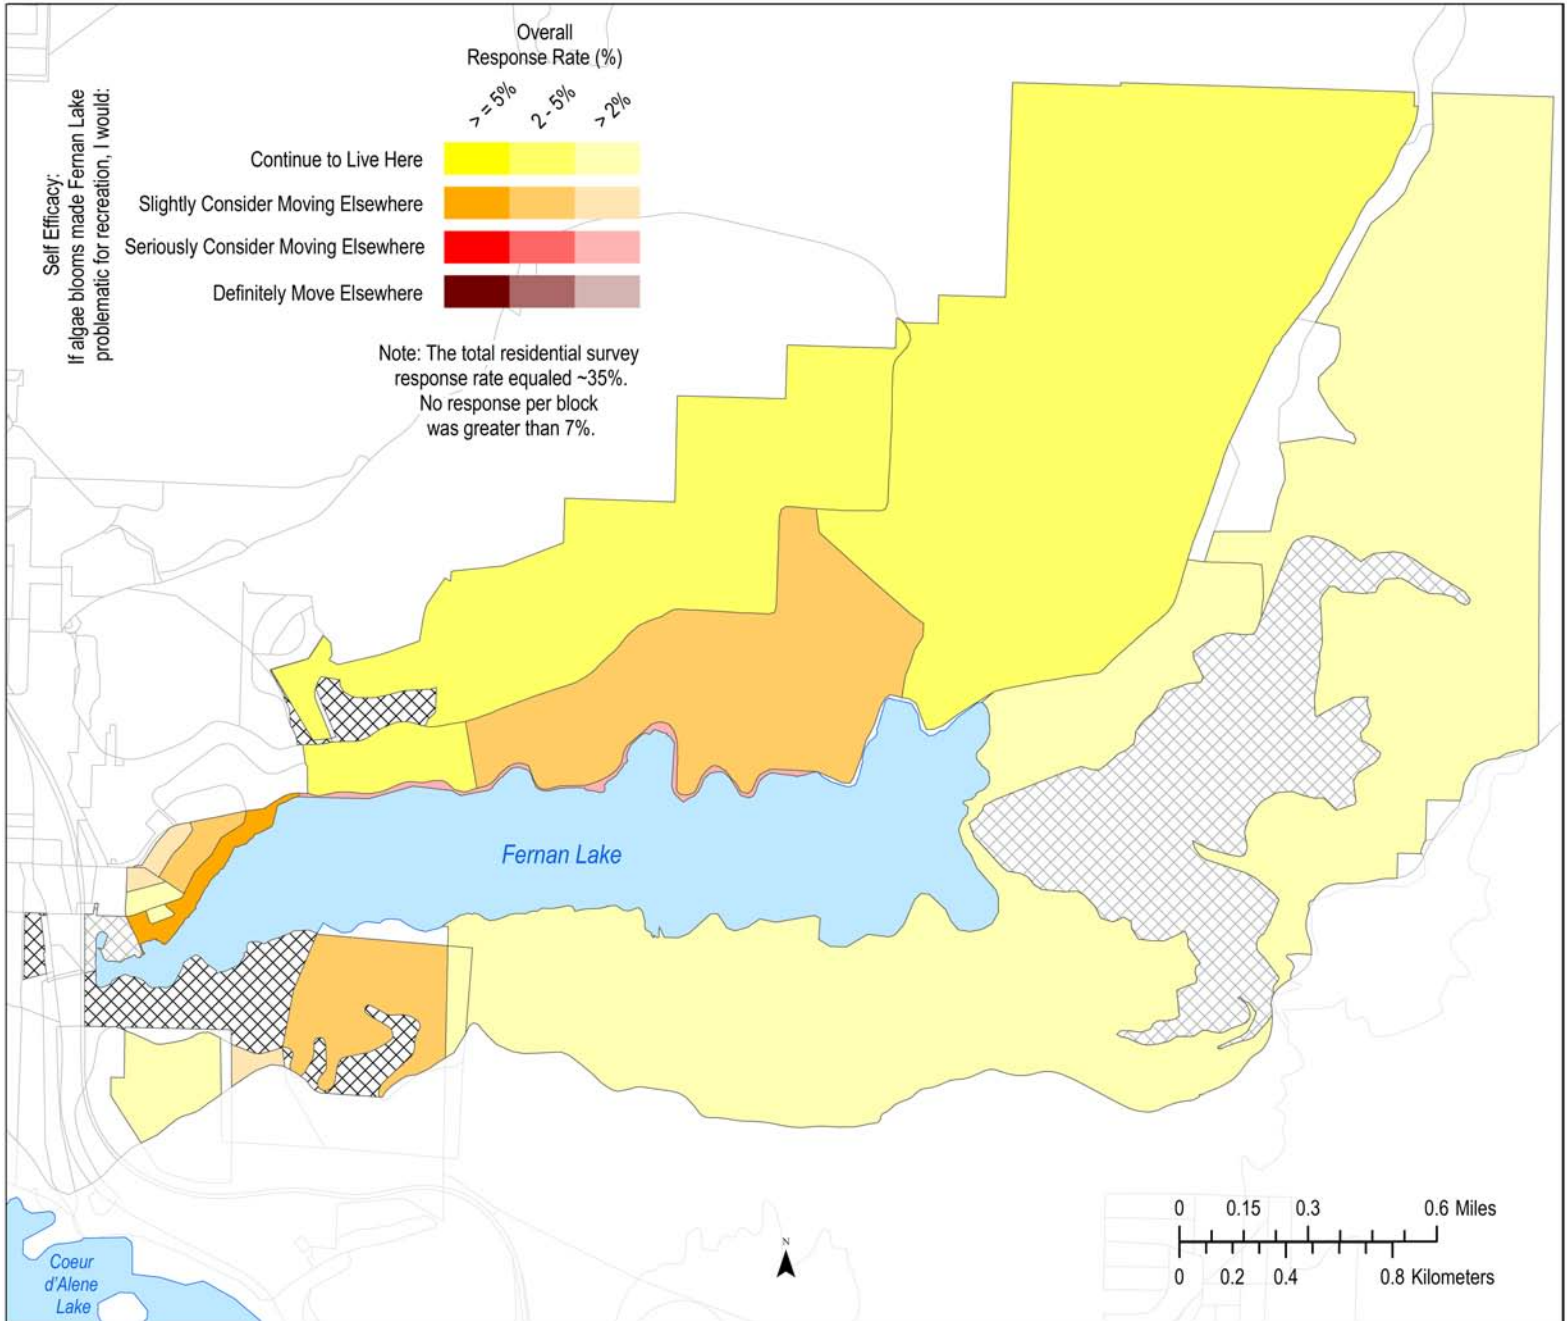 Overall
Response Rate (%)
> = 5%
2 - 5%
> 2%
Self Efficacy:
If algae blooms made Fernan Lake
problematic for recreation, I would:
Continue to Live Here
Slightly Consider Moving Elsewhere
Seriously Consider Moving Elsewhere
Definitely Move Elsewhere
Note: The total residential survey
response rate equaled ~35%.
No response per block
was greater than 7%.
Fernan Lake
Coeur
d'Alene
Lake
N
0 0.15 0.3 0.6 Miles
0 0.2 0.4 0.8 Kilometers